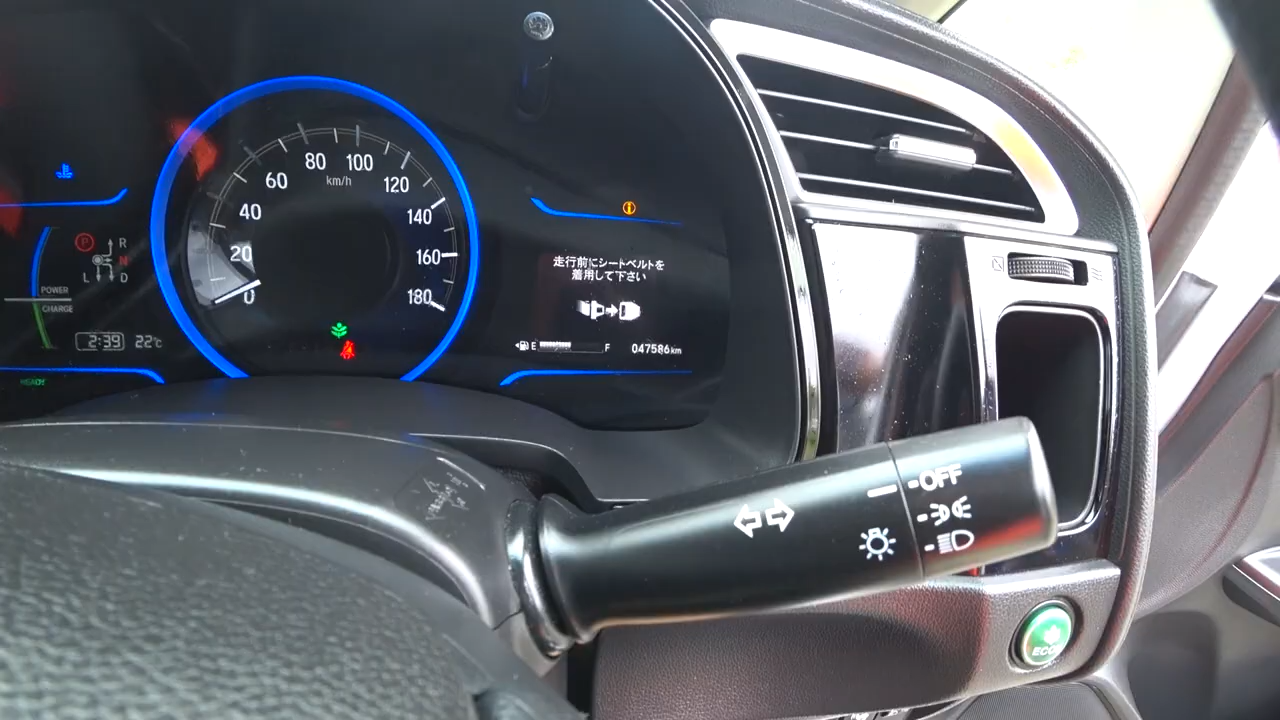 80 100
60 km/h 120
40 140
20 160
0 180
P R
N
L D
POWER
CHARGE
2:39 22℃
READY
走行前にシートベルトを
着用して下さい
E F 047586km
OFF
ECON